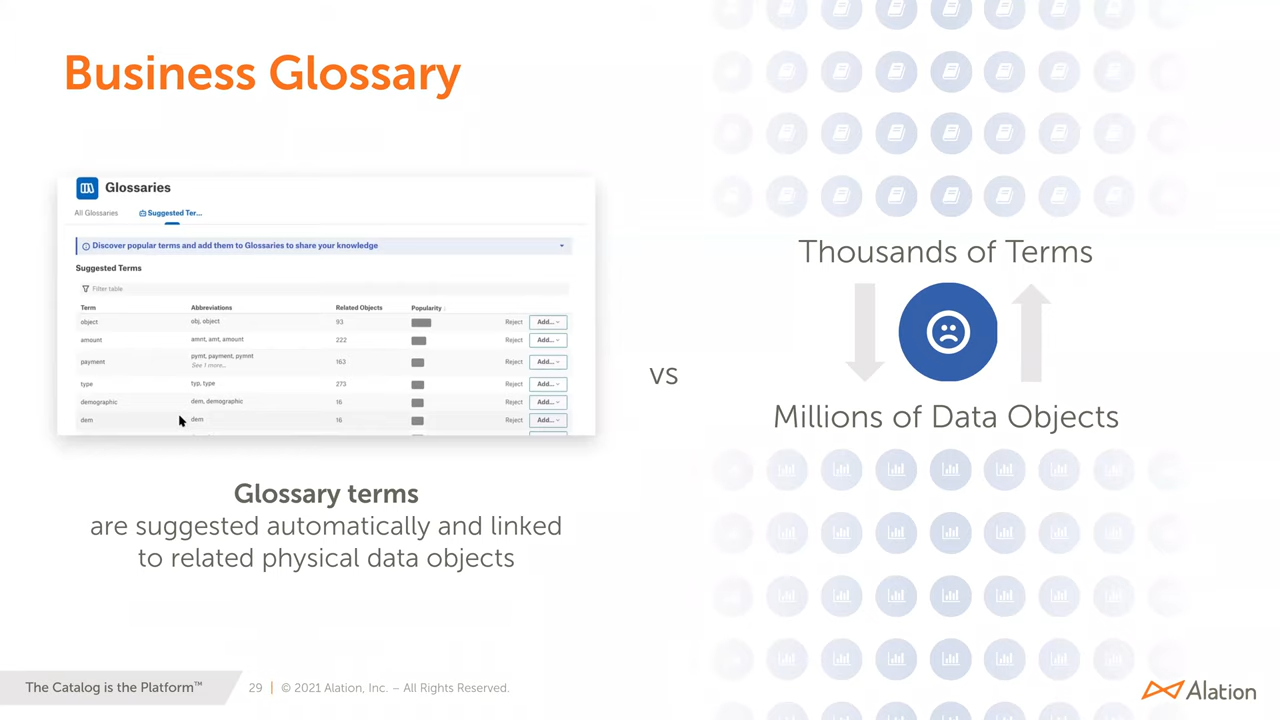 Business Glossary
Glossaries
All Glossaries
Suggested Ter...
Discover popular terms and add them to Glossaries to share your knowledge
Suggested Terms
Filter table
Term Abbreviations Related Objects Popularity
object obj, object 93 Reject Add...
amount amnt, amt, amount 222 Reject Add...
payment pymt, payment, pymnt 163 Reject Add...
See 1 more...
type typ, type 273 Reject Add...
demographic dem, demographic 16 Reject Add...
dem dem 16 Reject Add...
Glossary terms
are suggested automatically and linked
to related physical data objects
vs
Thousands of Terms
Millions of Data Objects
The Catalog is the Platform™
29 | © 2021 Alation, Inc. – All Rights Reserved.
Alation